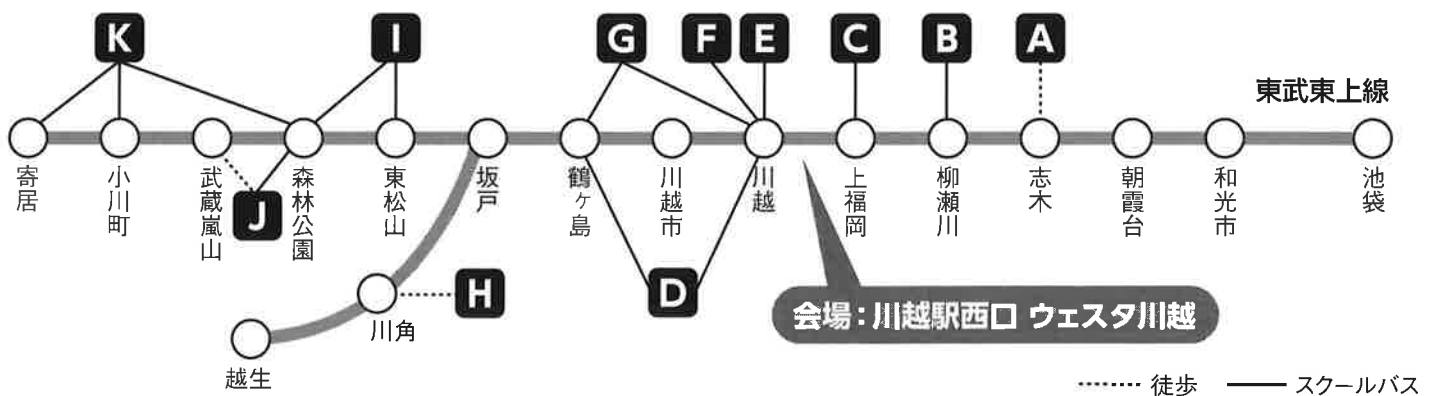 K
I
G
F
E
C
B
A
東武東上線
寄居
小川町
武蔵嵐山
森林公園
東松山
坂戸
鶴ヶ島
川越市
川越
上福岡
柳瀬川
志木
朝霞台
和光市
池袋
J
H
D
川角
越生
会場：川越駅西口 ウェスタ川越
徒歩
スクールバス